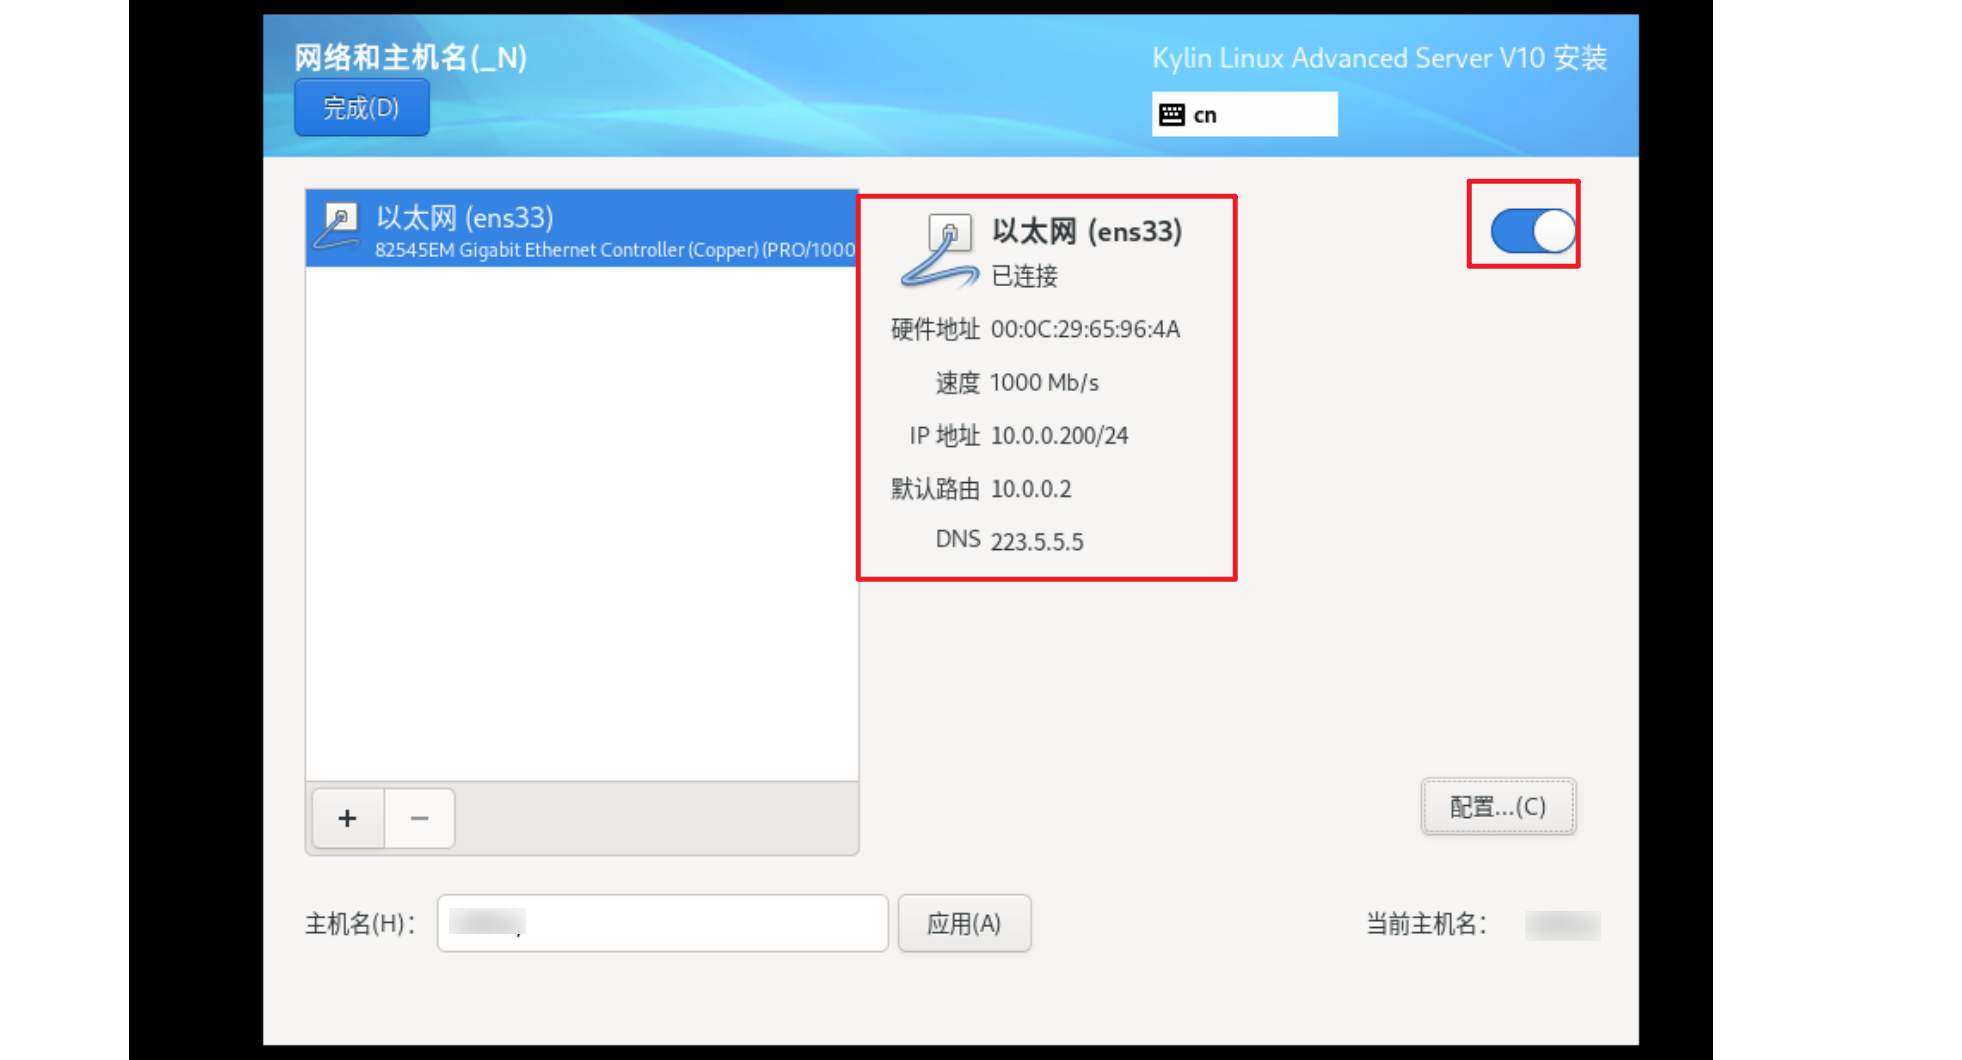 网络和主机名(_N)
Kylin Linux Advanced Server V10 安装
完成(D)
cn
以太网 (ens33)
82545EM Gigabit Ethernet Controller (Copper) (PRO/1000
以太网 (ens33)
已连接
硬件地址 00:0C:29:65:96:4A
速度 1000 Mb/s
IP 地址 10.0.0.200/24
默认路由 10.0.0.2
DNS 223.5.5.5
+ −
配置...(C)
主机名(H)：
应用(A)
当前主机名：